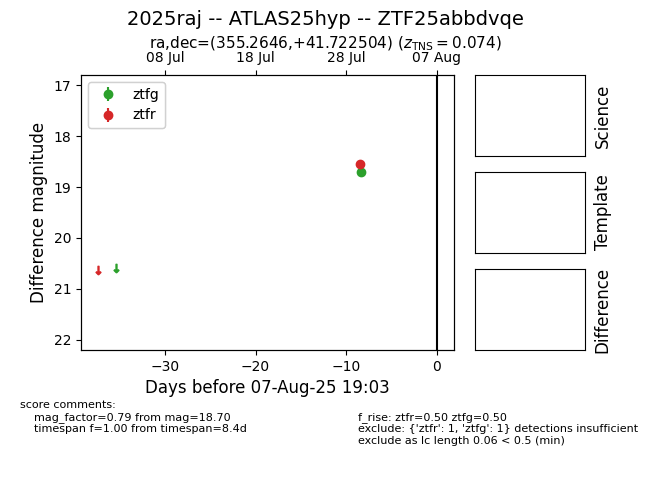 2025raj -- ATLAS25hyp -- ZTF25abbdvqe
ra,dec=(355.2646,+41.722504) (zTNS = 0.074)
08 Jul 18 Jul 28 Jul 07 Aug
ztfg
ztfr
17
18
19
20
21
22
Difference magnitude
−30 −20 −10 0
Days before 07-Aug-25 19:03
Science
Template
Difference
score comments:
mag_factor=0.79 from mag=18.70
timespan f=1.00 from timespan=8.4d
f_rise: ztfr=0.50 ztfg=0.50
exclude: {'ztfr': 1, 'ztfg': 1} detections insufficient
exclude as lc length 0.06 < 0.5 (min)